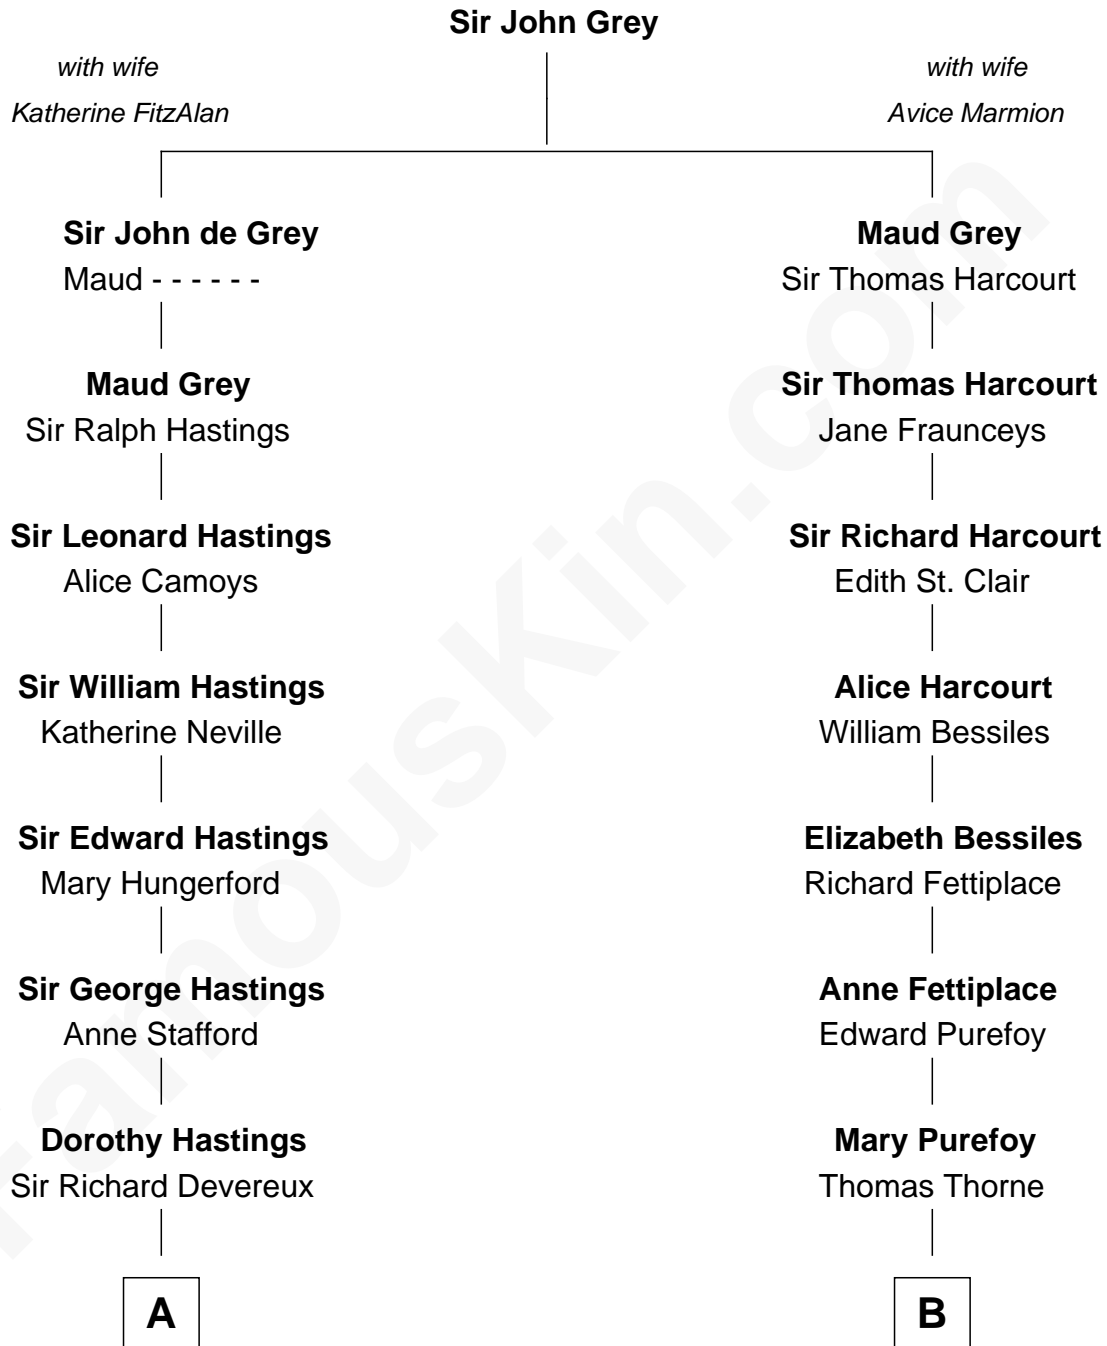 Sir John Grey
with wife
Katherine FitzAlan
with wife
Avice Marmion
Sir John de Grey
Maud - - - - - -
Maud Grey
Sir Thomas Harcourt
Maud Grey
Sir Ralph Hastings
Sir Thomas Harcourt
Jane Fraunceys
Sir Leonard Hastings
Alice Camoys
Sir Richard Harcourt
Edith St. Clair
Sir William Hastings
Katherine Neville
Alice Harcourt
William Bessiles
Sir Edward Hastings
Mary Hungerford
Elizabeth Bessiles
Richard Fettiplace
Sir George Hastings
Anne Stafford
Anne Fettiplace
Edward Purefoy
Dorothy Hastings
Sir Richard Devereux
Mary Purefoy
Thomas Thorne
A
B
FamousKin.com